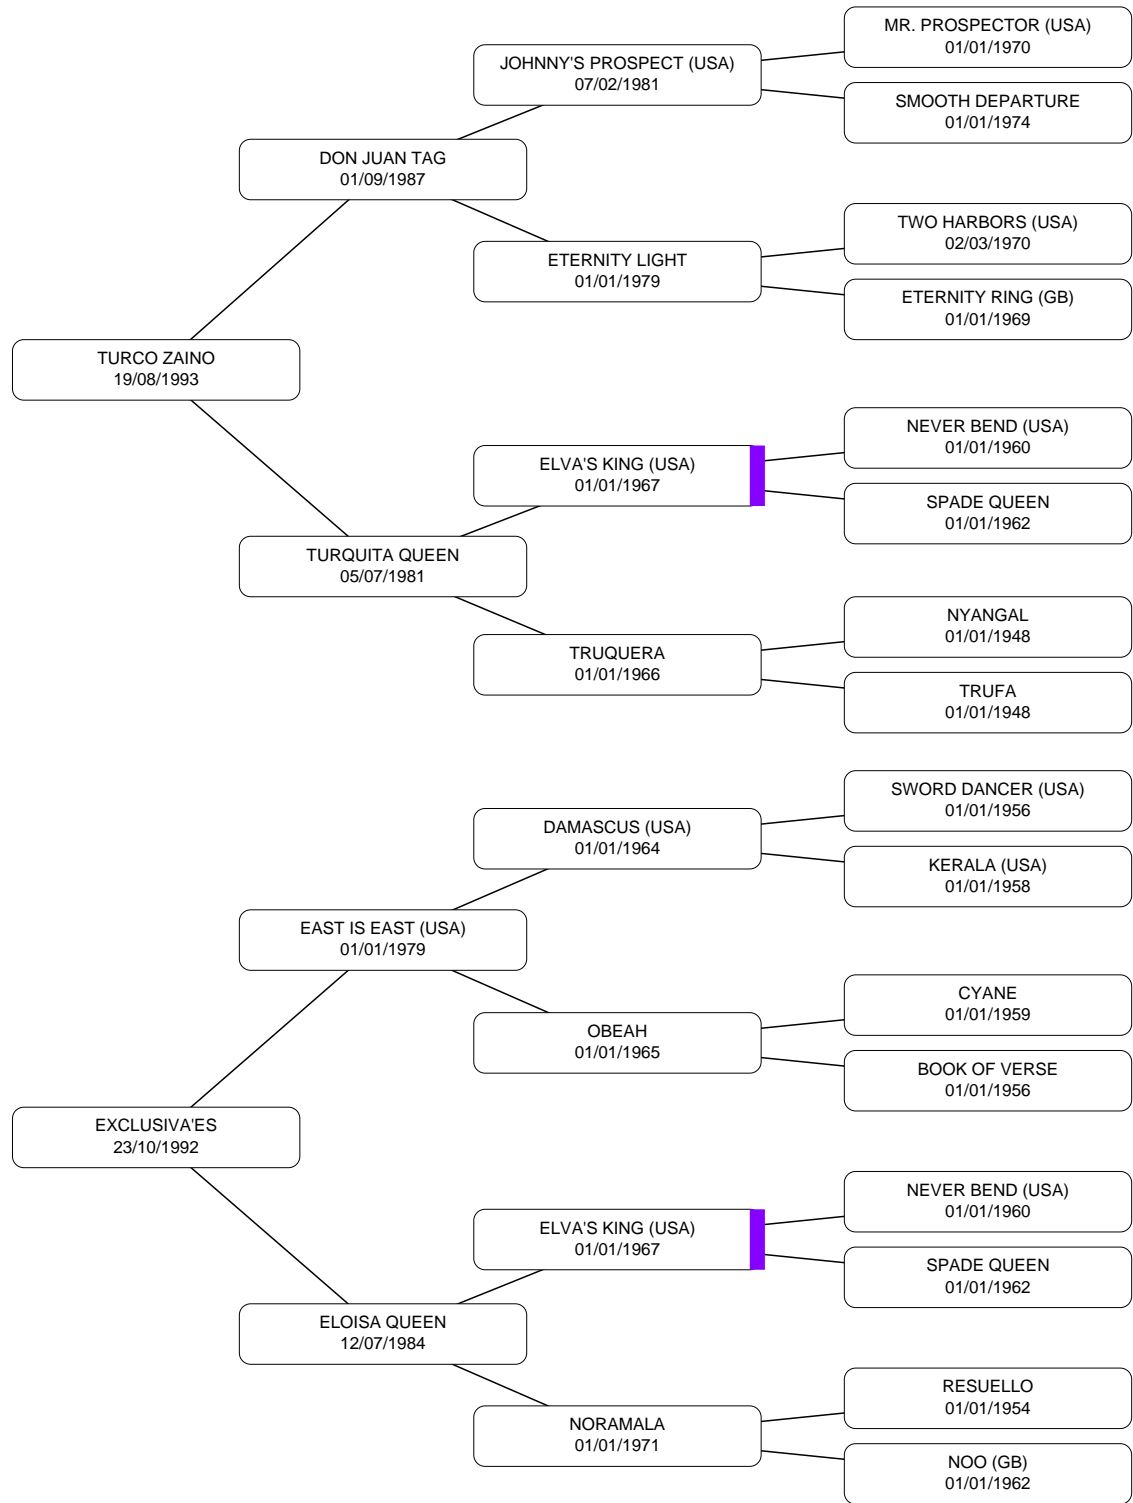 MR. PROSPECTOR (USA)
01/01/1970
JOHNNY'S PROSPECT (USA)
07/02/1981
SMOOTH DEPARTURE
01/01/1974
DON JUAN TAG
01/09/1987
TWO HARBORS (USA)
02/03/1970
ETERNITY LIGHT
01/01/1979
ETERNITY RING (GB)
01/01/1969
TURCO ZAINO
19/08/1993
NEVER BEND (USA)
01/01/1960
ELVA'S KING (USA)
01/01/1967
SPADE QUEEN
01/01/1962
TURQUITA QUEEN
05/07/1981
NYANGAL
01/01/1948
TRUQUERA
01/01/1966
TRUFA
01/01/1948
SWORD DANCER (USA)
01/01/1956
DAMASCUS (USA)
01/01/1964
KERALA (USA)
01/01/1958
EAST IS EAST (USA)
01/01/1979
CYANE
01/01/1959
OBEAH
01/01/1965
BOOK OF VERSE
01/01/1956
EXCLUSIVA'ES
23/10/1992
NEVER BEND (USA)
01/01/1960
ELVA'S KING (USA)
01/01/1967
SPADE QUEEN
01/01/1962
ELOISA QUEEN
12/07/1984
RESUELLO
01/01/1954
NORAMALA
01/01/1971
NOO (GB)
01/01/1962